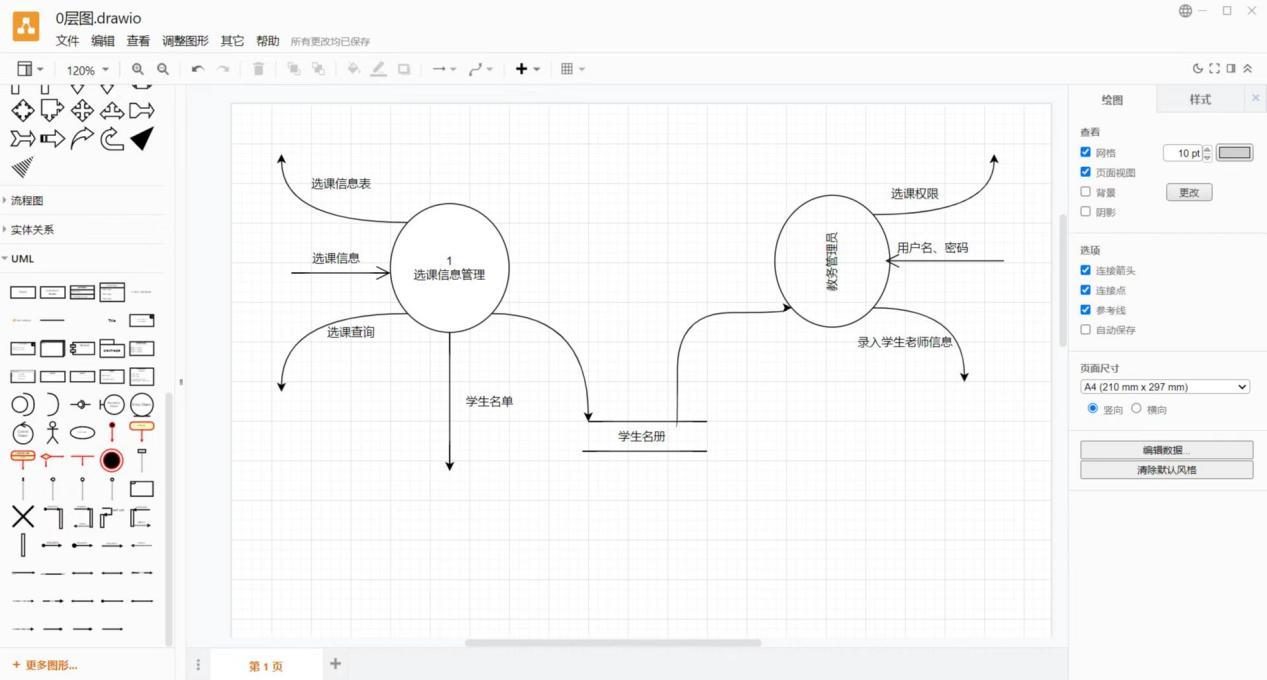 0层图.drawio
文件 编辑 查看 调整图形 其它 帮助 所有更改均已保存
120%
绘图 样式
查看
网格 10 pt
页面视图
背景 更改
阴影
选项
连接箭头
连接点
参考线
自动保存
页面尺寸
A4 (210 mm x 297 mm)
竖向 横向
编辑数据...
清除默认风格
流程图
实体关系
UML
Title
package
更多图形...
选课信息表
选课信息
1
选课信息管理
选课查询
学生名单
学生名册
选课权限
教务管理员
用户名、密码
录入学生老师信息
第 1 页